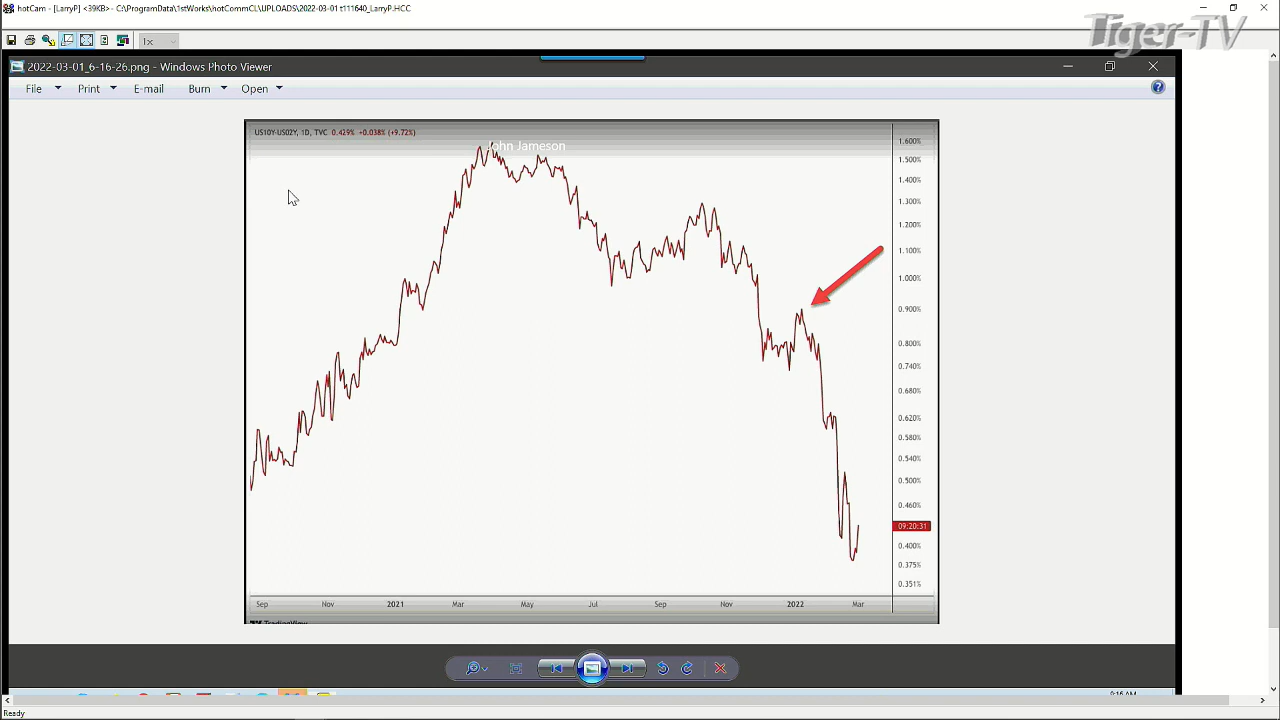 hotCam - [LarryP] <39KB> - C:\ProgramData\1stWorks\hotCommCL\UPLOADS\2022-03-01 t111640_LarryP.HCC
Tiger-TV
1x
2022-03-01_6-16-26.png - Windows Photo Viewer
File Print E-mail Burn Open
US10Y-US02Y, 1D, TVC 0.429% +0.038% (+9.72%)
John Jameson
1.600%
1.500%
1.400%
1.300%
1.200%
1.100%
1.000%
0.900%
0.800%
0.740%
0.680%
0.620%
0.580%
0.540%
0.500%
0.460%
09:20:31
0.400%
0.375%
0.351%
Sep Nov 2021 Mar May Jul Sep Nov 2022 Mar
TradingView
9:16 AM
Ready